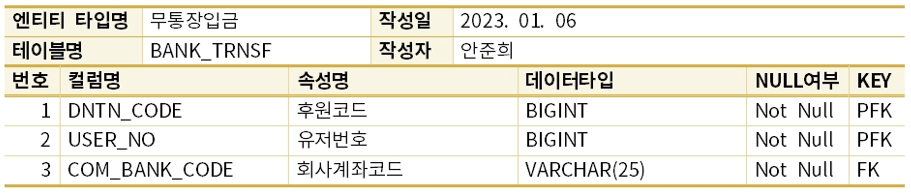 엔티티 타입명 무통장입금 작성일 2023. 01. 06
테이블명 BANK_TRNSF 작성자 안준희
번호 컬럼명 속성명 데이터타입 NULL여부 KEY
1 DNTN_CODE 후원코드 BIGINT Not Null PFK
2 USER_NO 유저번호 BIGINT Not Null PFK
3 COM_BANK_CODE 회사계좌코드 VARCHAR(25) Not Null FK